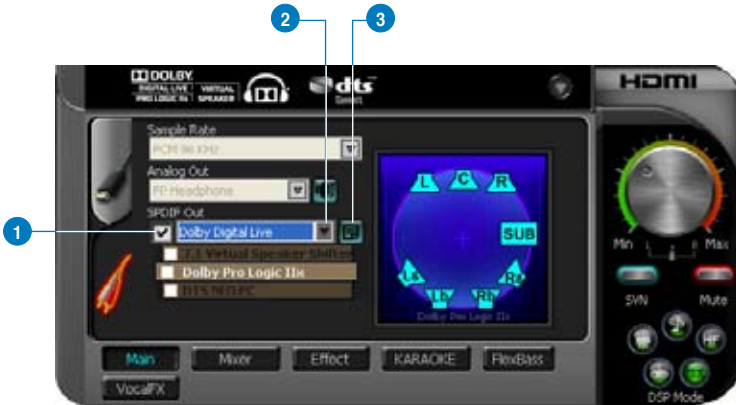 2
3
DOLBY
DIGITAL LIVE
PRO LOGIC IIx
VIRTUAL
SPEAKER
dts
HDMI
Sample Rate
PCM 96 KHz
Analog Out
FP Headphone
SPDIF Out
1
Dolby Digital Live
7.1 Virtual Speaker Shifter
Dolby Pro Logic IIx
DTS NEO:PC
L
C
R
SUB
Ls
Rs
Lb
Rb
Dolby Pro Logic IIx
Min
L
R
Max
SVN
Mute
Main
Mixer
Effect
KARAOKE
FlexBass
VocalFX
HF
DSP Mode